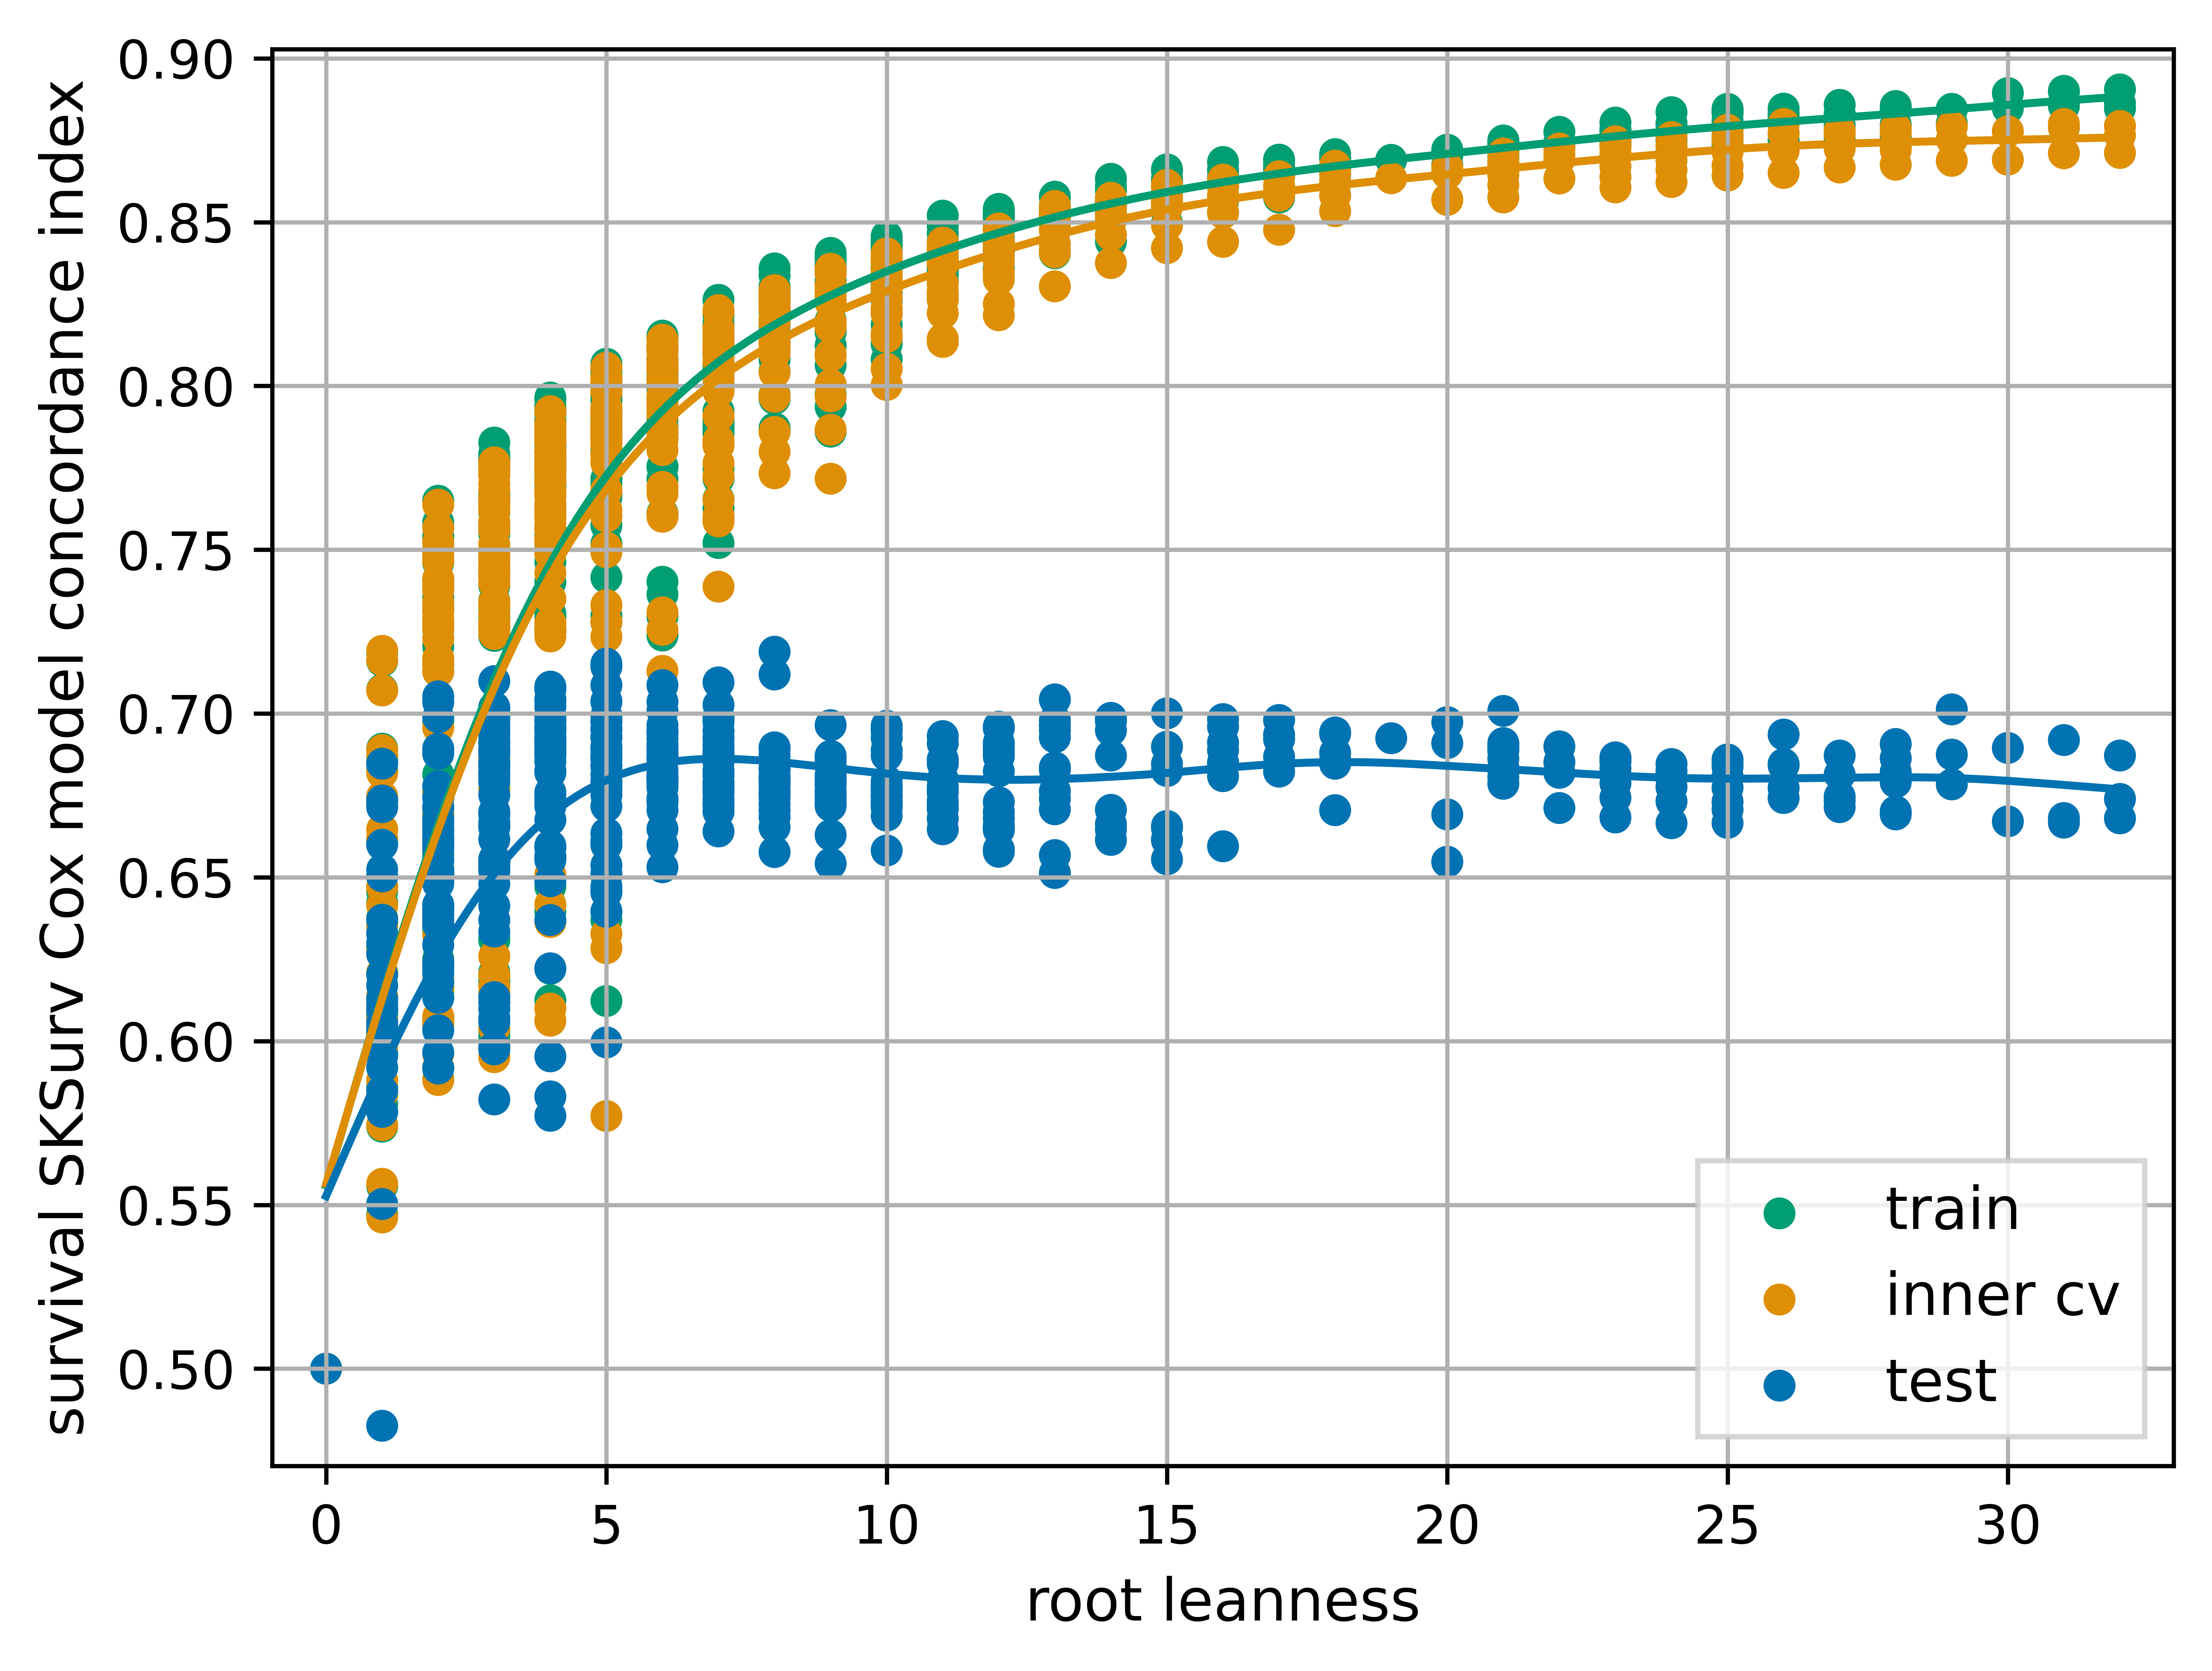 survival SKSurv Cox model concordance index
0.90
0.85
0.80
0.75
0.70
0.65
0.60
0.55
0.50
train
inner cv
test
0 5 10 15 20 25 30
root leanness